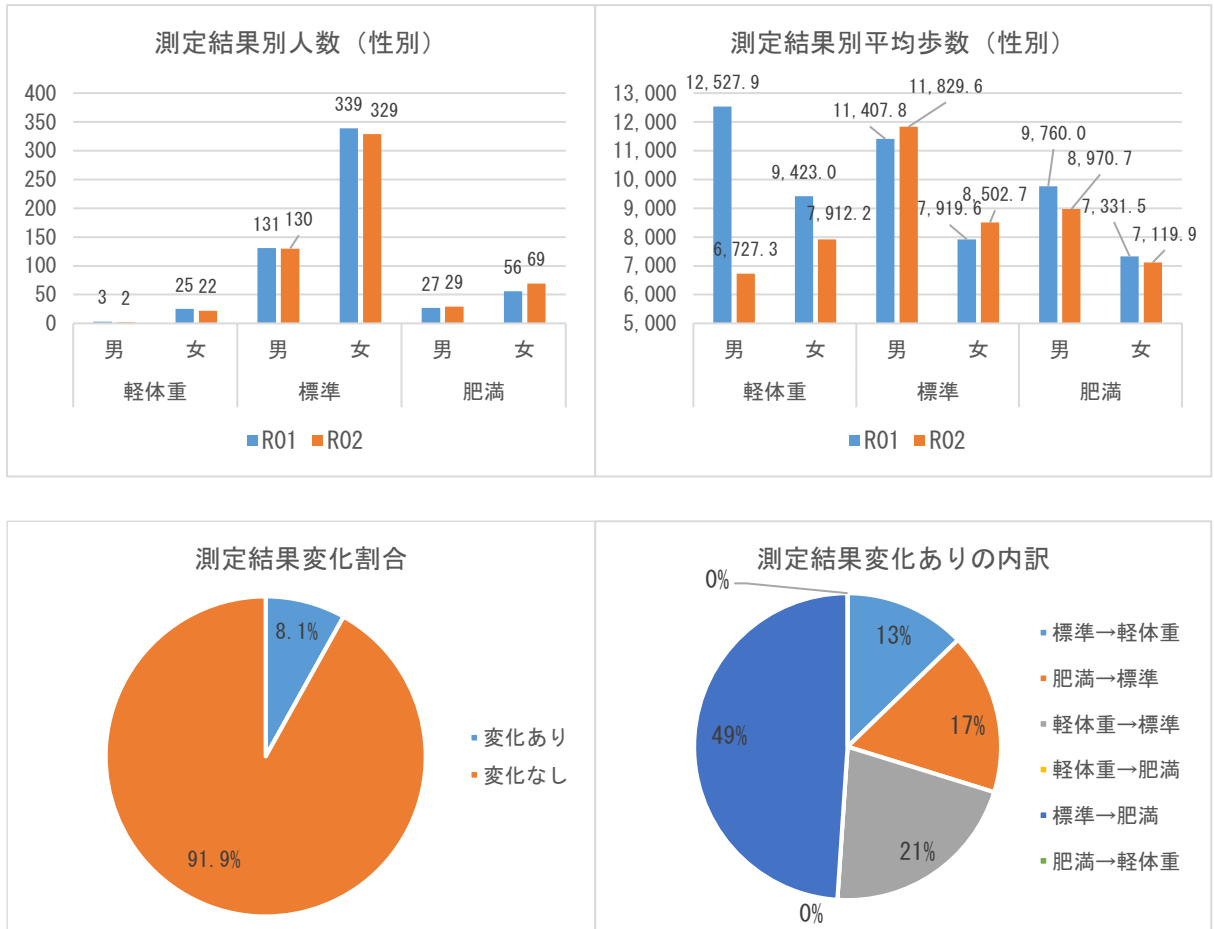 測定結果別人数（性別）
400
350
300
250
200
150
100
50
0
3 2
25 22
131 130
339 329
27 29
56 69
男 女 男 女 男 女
軽体重 標準 肥満
R01 R02
測定結果別平均歩数（性別）
13,000
12,000
11,000
10,000
9,000
8,000
7,000
6,000
5,000
12,527.9
6,727.3
9,423.0
7,912.2
11,407.8
11,829.6
7,919.6
8,502.7
9,760.0
8,970.7
7,331.5
7,119.9
男 女 男 女 男 女
軽体重 標準 肥満
R01 R02
測定結果変化割合
8.1%
91.9%
変化あり
変化なし
測定結果変化ありの内訳
0%
13%
17%
21%
0%
49%
標準→軽体重
肥満→標準
軽体重→標準
軽体重→肥満
標準→肥満
肥満→軽体重